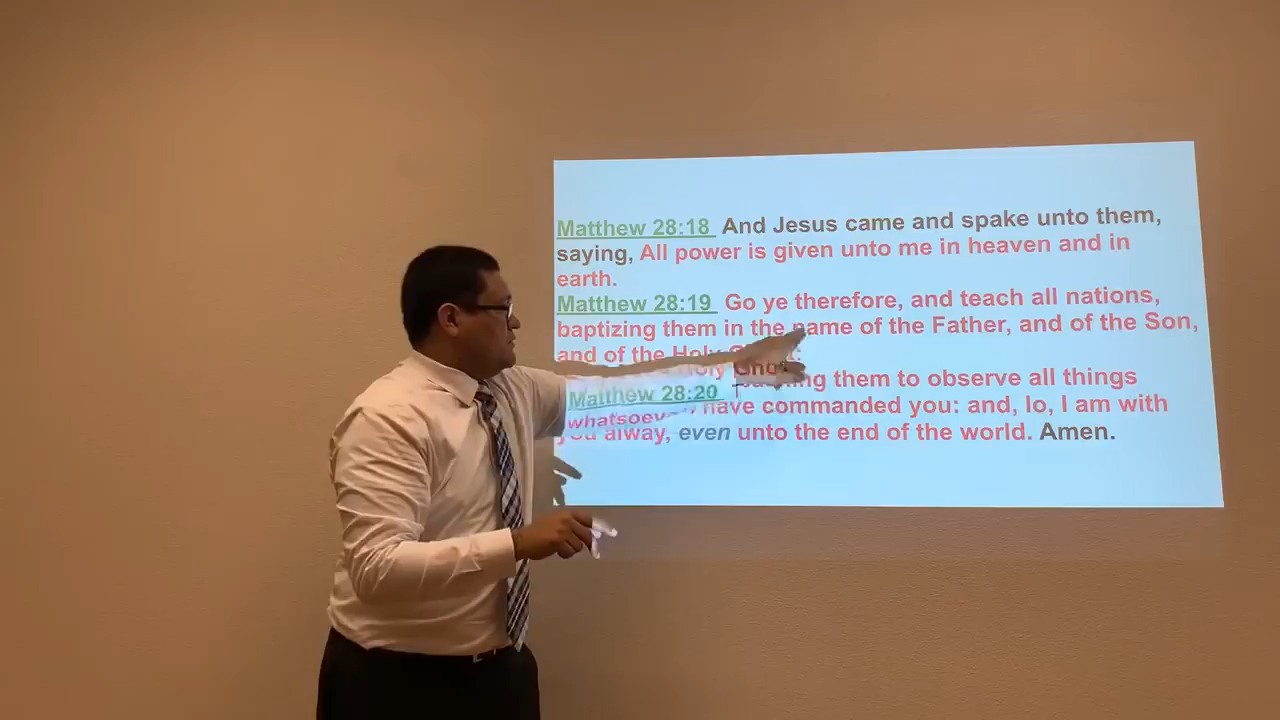 Matthew 28:18 And Jesus came and spake unto them,
saying, All power is given unto me in heaven and in
earth.
Matthew 28:19 Go ye therefore, and teach all nations,
baptizing them in the name of the Father, and of the Son,
and of the Holy
Matthew 28:20 them to observe all things
have commanded you: and, lo, I am with
you alway, even unto the end of the world. Amen.